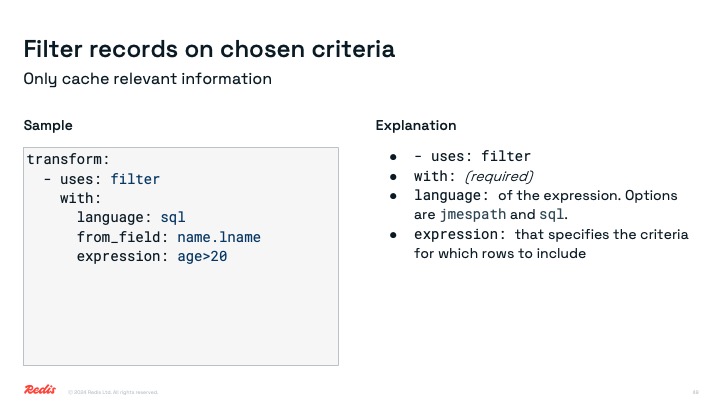 Filter records on chosen criteria
Only cache relevant information
Sample
transform:
- uses: filter
with:
language: sql
from_field: name.lname
expression: age>20
Explanation
● - uses: filter
● with: (required)
● language: of the expression. Options
are jmespath and sql.
● expression: that specifies the criteria
for which rows to include
Redis
© 2024 Redis Ltd. All rights reserved.